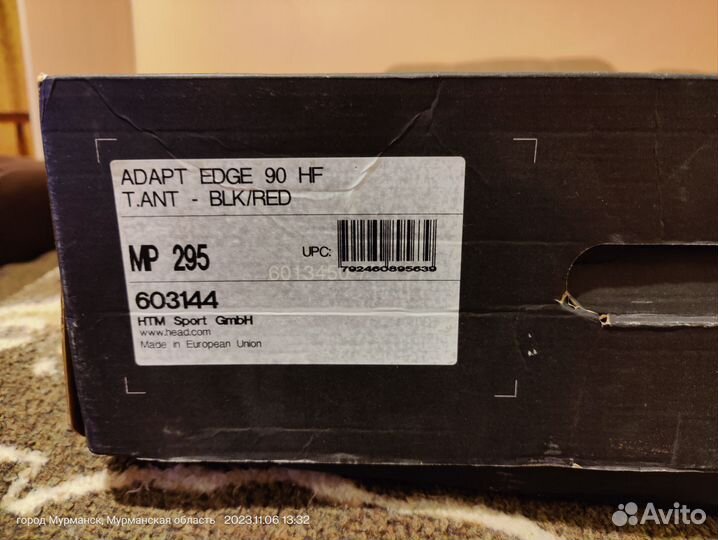 ADAPT EDGE 90 HF
T.ANT - BLK/RED
MP 295
UPC:
792460895639
603144
HTM Sport GmbH
www.head.com
Made in European Union
город Мурманск, Мурманская область 2023.11.06 13:32
Avito